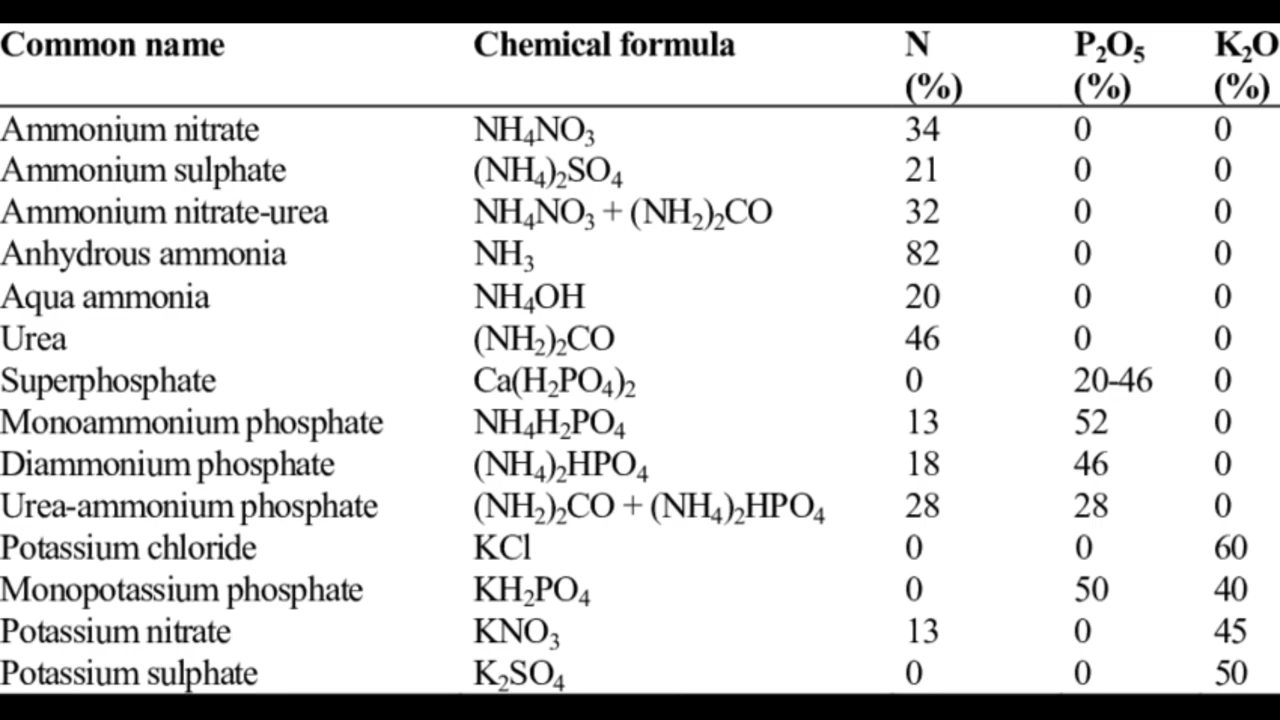 Common name Chemical formula N P₂O₅ K₂O
(%) (%) (%)
Ammonium nitrate NH₄NO₃ 34 0 0
Ammonium sulphate (NH₄)₂SO₄ 21 0 0
Ammonium nitrate-urea NH₄NO₃ + (NH₂)₂CO 32 0 0
Anhydrous ammonia NH₃ 82 0 0
Aqua ammonia NH₄OH 20 0 0
Urea (NH₂)₂CO 46 0 0
Superphosphate Ca(H₂PO₄)₂ 0 20-46 0
Monoammonium phosphate NH₄H₂PO₄ 13 52 0
Diammonium phosphate (NH₄)₂HPO₄ 18 46 0
Urea-ammonium phosphate (NH₂)₂CO + (NH₄)₂HPO₄ 28 28 0
Potassium chloride KCl 0 0 60
Monopotassium phosphate KH₂PO₄ 0 50 40
Potassium nitrate KNO₃ 13 0 45
Potassium sulphate K₂SO₄ 0 0 50